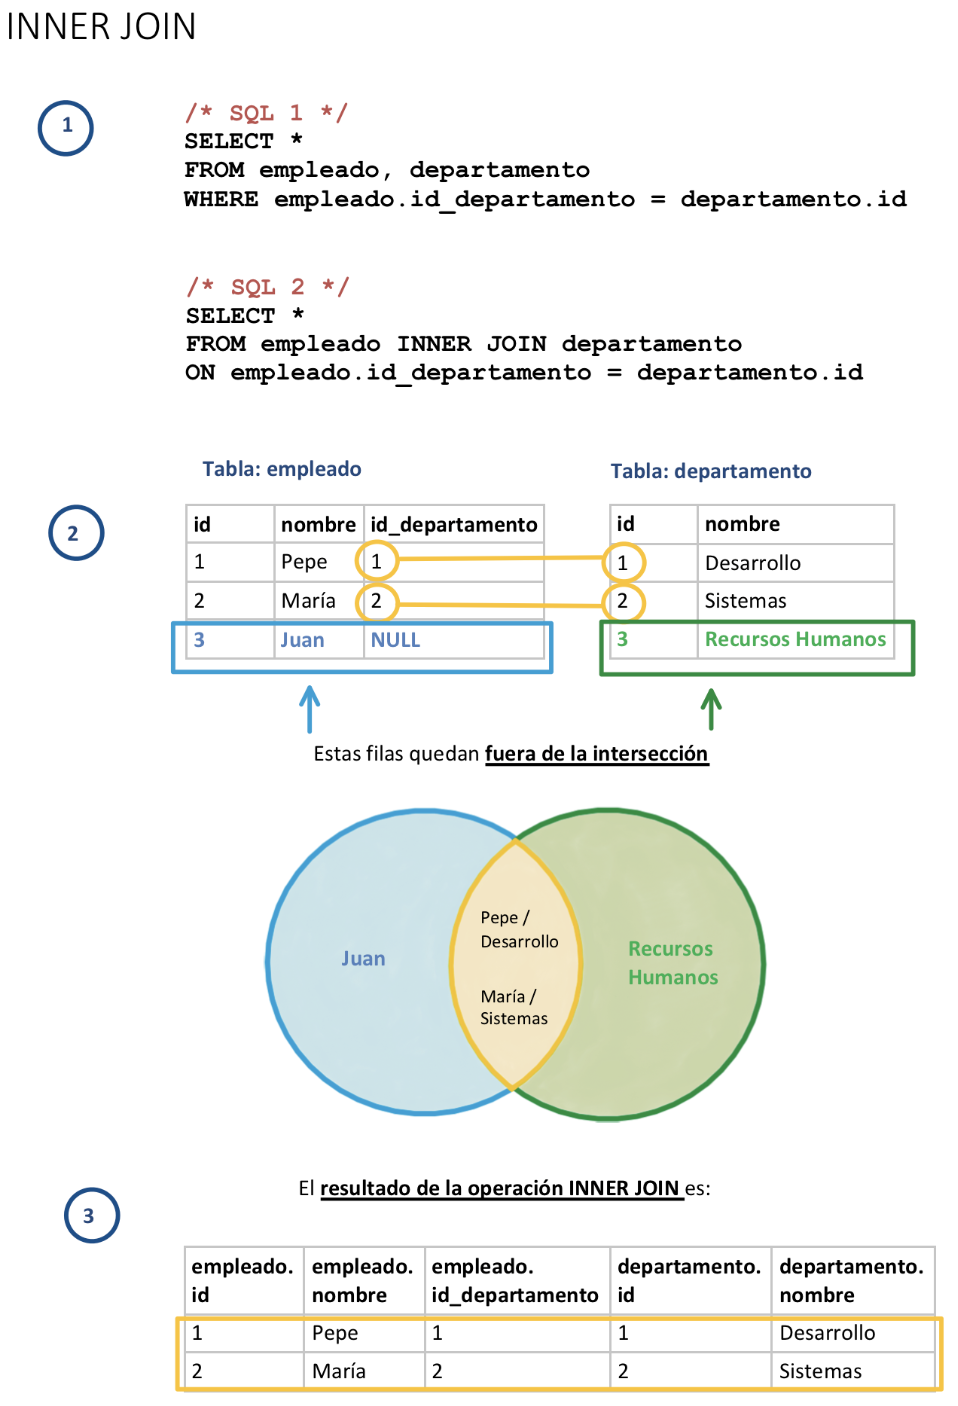 INNER JOIN
1
/* SQL 1 */
SELECT *
FROM empleado, departamento
WHERE empleado.id_departamento = departamento.id
/* SQL 2 */
SELECT *
FROM empleado INNER JOIN departamento
ON empleado.id_departamento = departamento.id
2
Tabla: empleado
id nombre id_departamento
1 Pepe 1
2 María 2
3 Juan NULL
Tabla: departamento
id nombre
1 Desarrollo
2 Sistemas
3 Recursos Humanos
Estas filas quedan fuera de la intersección
Juan
Pepe /
Desarrollo
María /
Sistemas
Recursos
Humanos
3
El resultado de la operación INNER JOIN es:
empleado. empleado. empleado. departamento. departamento.
id nombre id_departamento id nombre
1 Pepe 1 1 Desarrollo
2 María 2 2 Sistemas